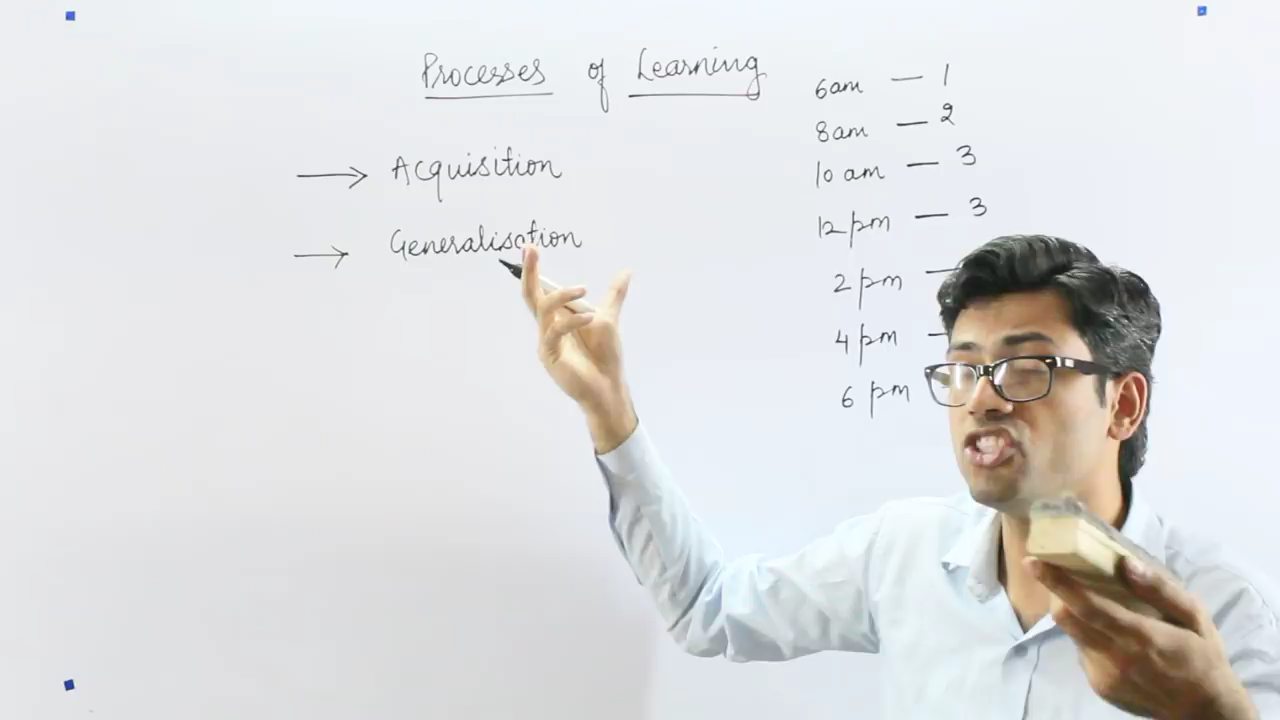 Processes of Learning
→ Acquisition
→ Generalisation
6am — 1
8am — 2
10 am — 3
12 pm — 3
2 pm —
4 pm —
6 pm